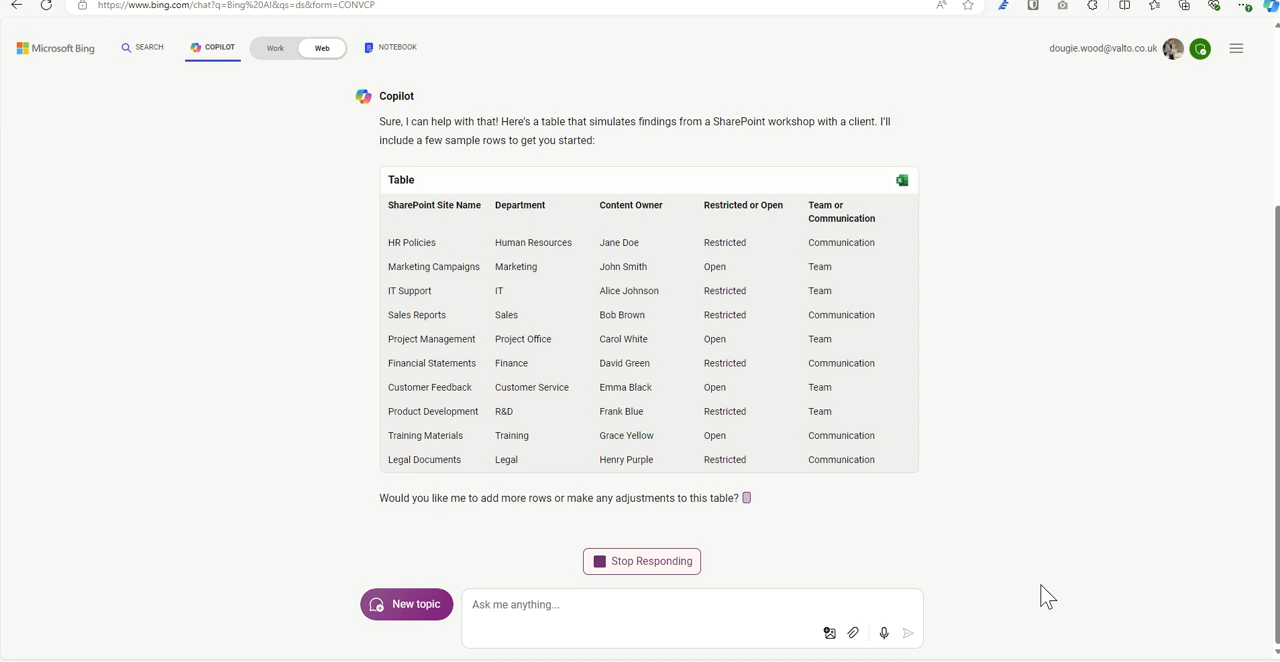 https://www.bing.com/chat?q=Bing%20AI&qs=ds&form=CONVCP
Microsoft Bing SEARCH COPILOT Work Web NOTEBOOK dougie.wood@valto.co.uk
Copilot
Sure, I can help with that! Here's a table that simulates findings from a SharePoint workshop with a client. I'll
include a few sample rows to get you started:
Table
SharePoint Site Name Department Content Owner Restricted or Open Team or
Communication
HR Policies Human Resources Jane Doe Restricted Communication
Marketing Campaigns Marketing John Smith Open Team
IT Support IT Alice Johnson Restricted Team
Sales Reports Sales Bob Brown Restricted Communication
Project Management Project Office Carol White Open Team
Financial Statements Finance David Green Restricted Communication
Customer Feedback Customer Service Emma Black Open Team
Product Development R&D Frank Blue Restricted Team
Training Materials Training Grace Yellow Open Communication
Legal Documents Legal Henry Purple Restricted Communication
Would you like me to add more rows or make any adjustments to this table?
Stop Responding
New topic Ask me anything...